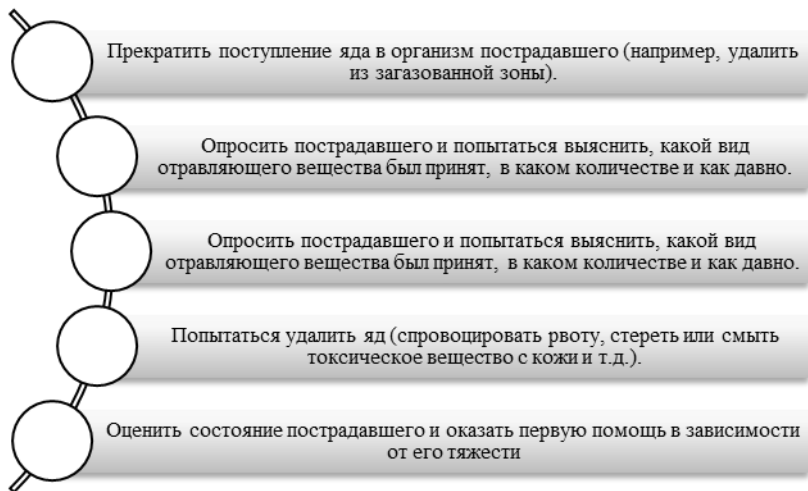 Прекратить поступление яда в организм пострадавшего (например, удалить
из загазованной зоны).
Опросить пострадавшего и попытаться выяснить, какой вид
отравляющего вещества был принят, в каком количестве и как давно.
Опросить пострадавшего и попытаться выяснить, какой вид
отравляющего вещества был принят, в каком количестве и как давно.
Попытаться удалить яд (спровоцировать рвоту, стереть или смыть
токсическое вещество с кожи и т.д.).
Оценить состояние пострадавшего и оказать первую помощь в зависимости
от его тяжести